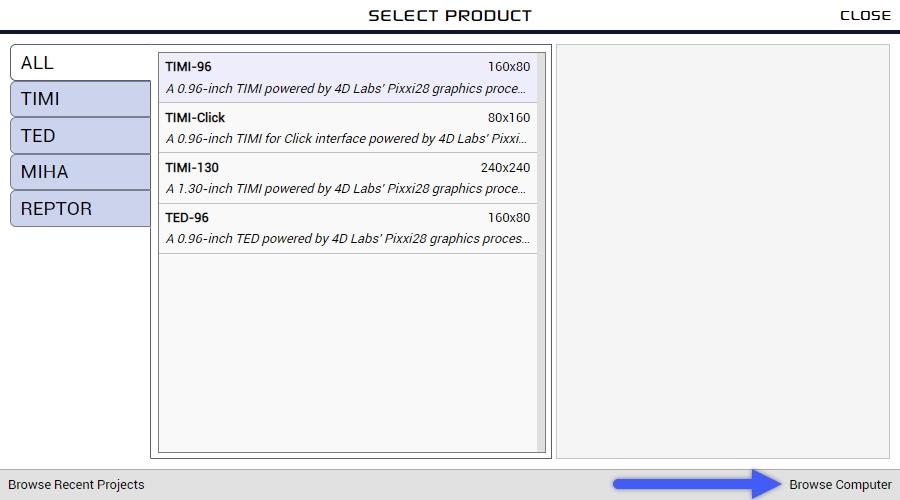 SELECT PRODUCT
CLOSE
ALL
TIMI
TED
MIHA
REPTOR
TIMI-96 160x80
A 0.96-inch TIMI powered by 4D Labs' Pixxi28 graphics proce...
TIMI-Click 80x160
A 0.96-inch TIMI for Click interface powered by 4D Labs' Pixxi...
TIMI-130 240x240
A 1.30-inch TIMI powered by 4D Labs' Pixxi28 graphics proce...
TED-96 160x80
A 0.96-inch TED powered by 4D Labs' Pixxi28 graphics proces...
Browse Recent Projects
Browse Computer